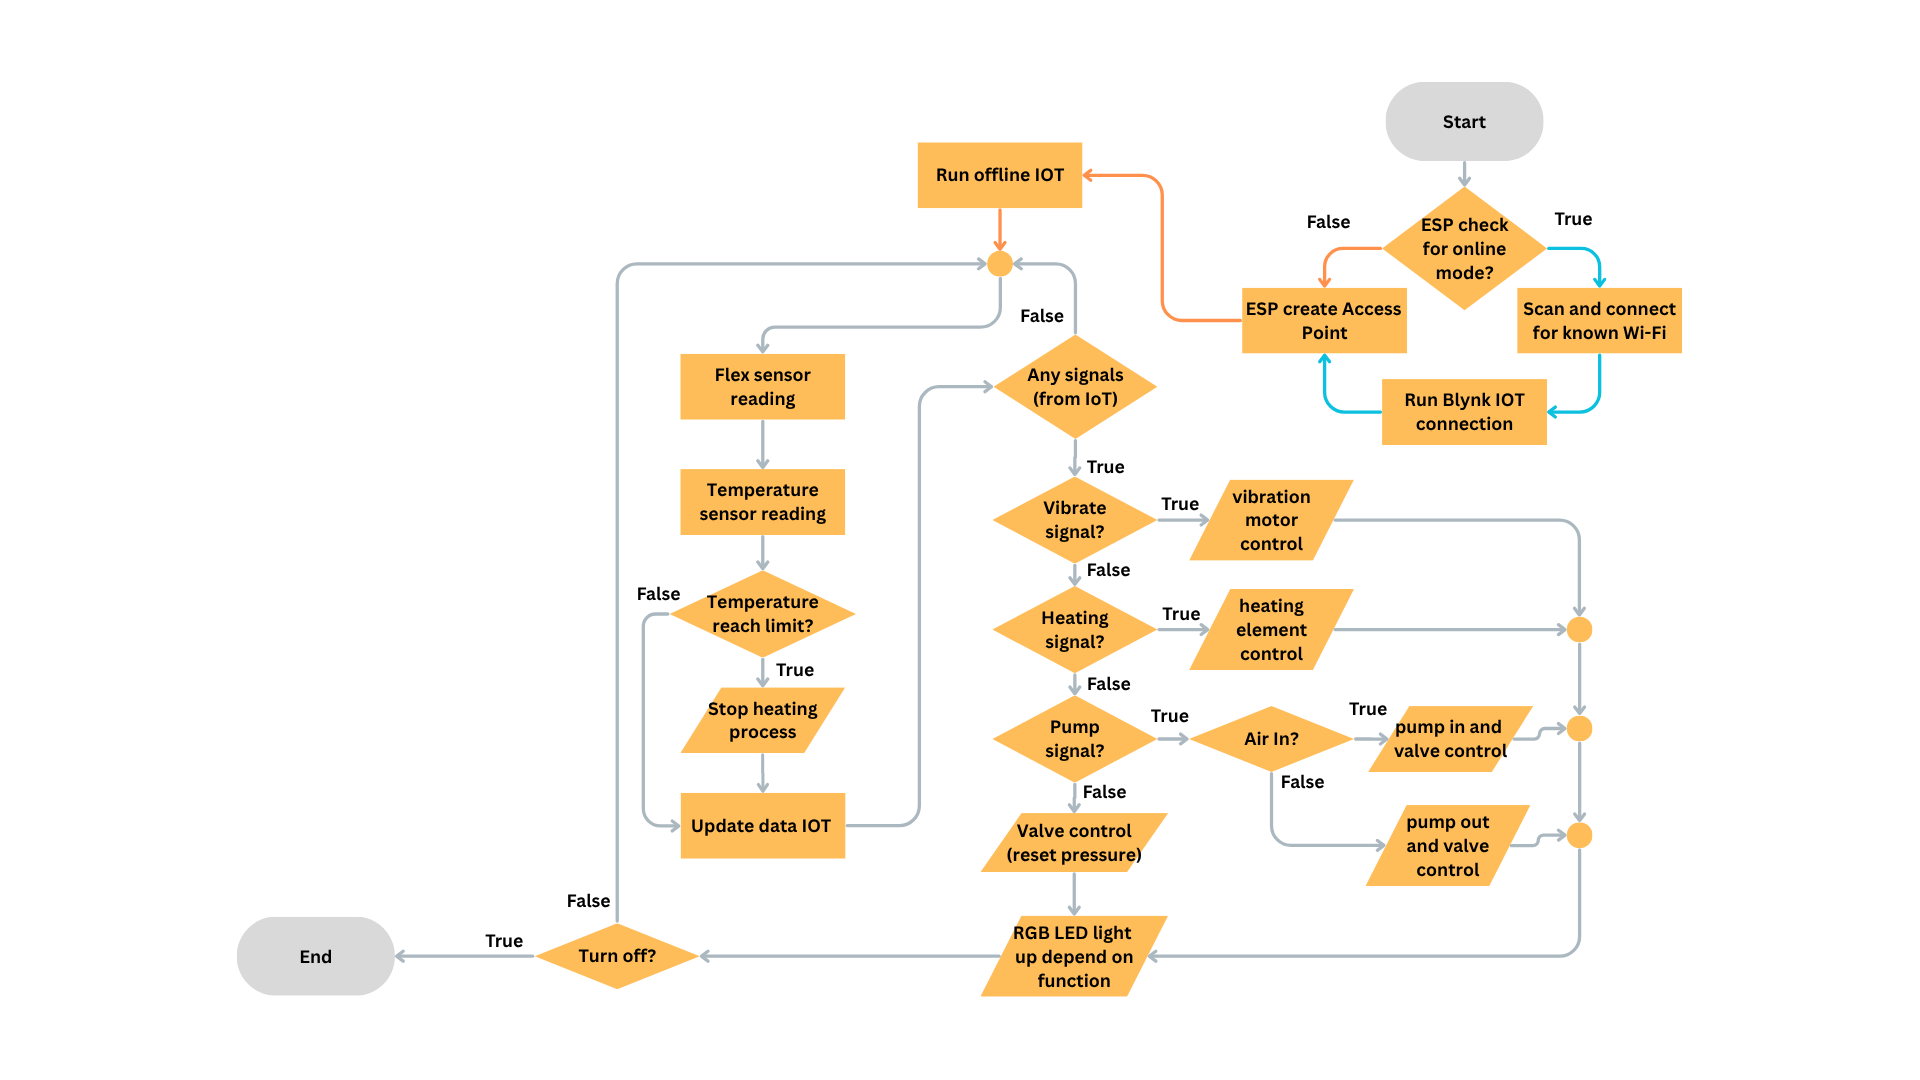 Start
Run offline IOT
False
True
ESP check
for online
mode?
ESP create Access
Point
Scan and connect
for known Wi-Fi
Run Blynk IOT
connection
False
Flex sensor
reading
Any signals
(from IoT)
True
Temperature
sensor reading
Vibrate
signal?
True
vibration
motor
control
False
False
Temperature
reach limit?
Heating
signal?
True
heating
element
control
True
False
Stop heating
process
Pump
signal?
True
Air In?
True
pump in and
valve control
False
False
Update data IOT
Valve control
(reset pressure)
pump out
and valve
control
False
True
End
Turn off?
RGB LED light
up depend on
function